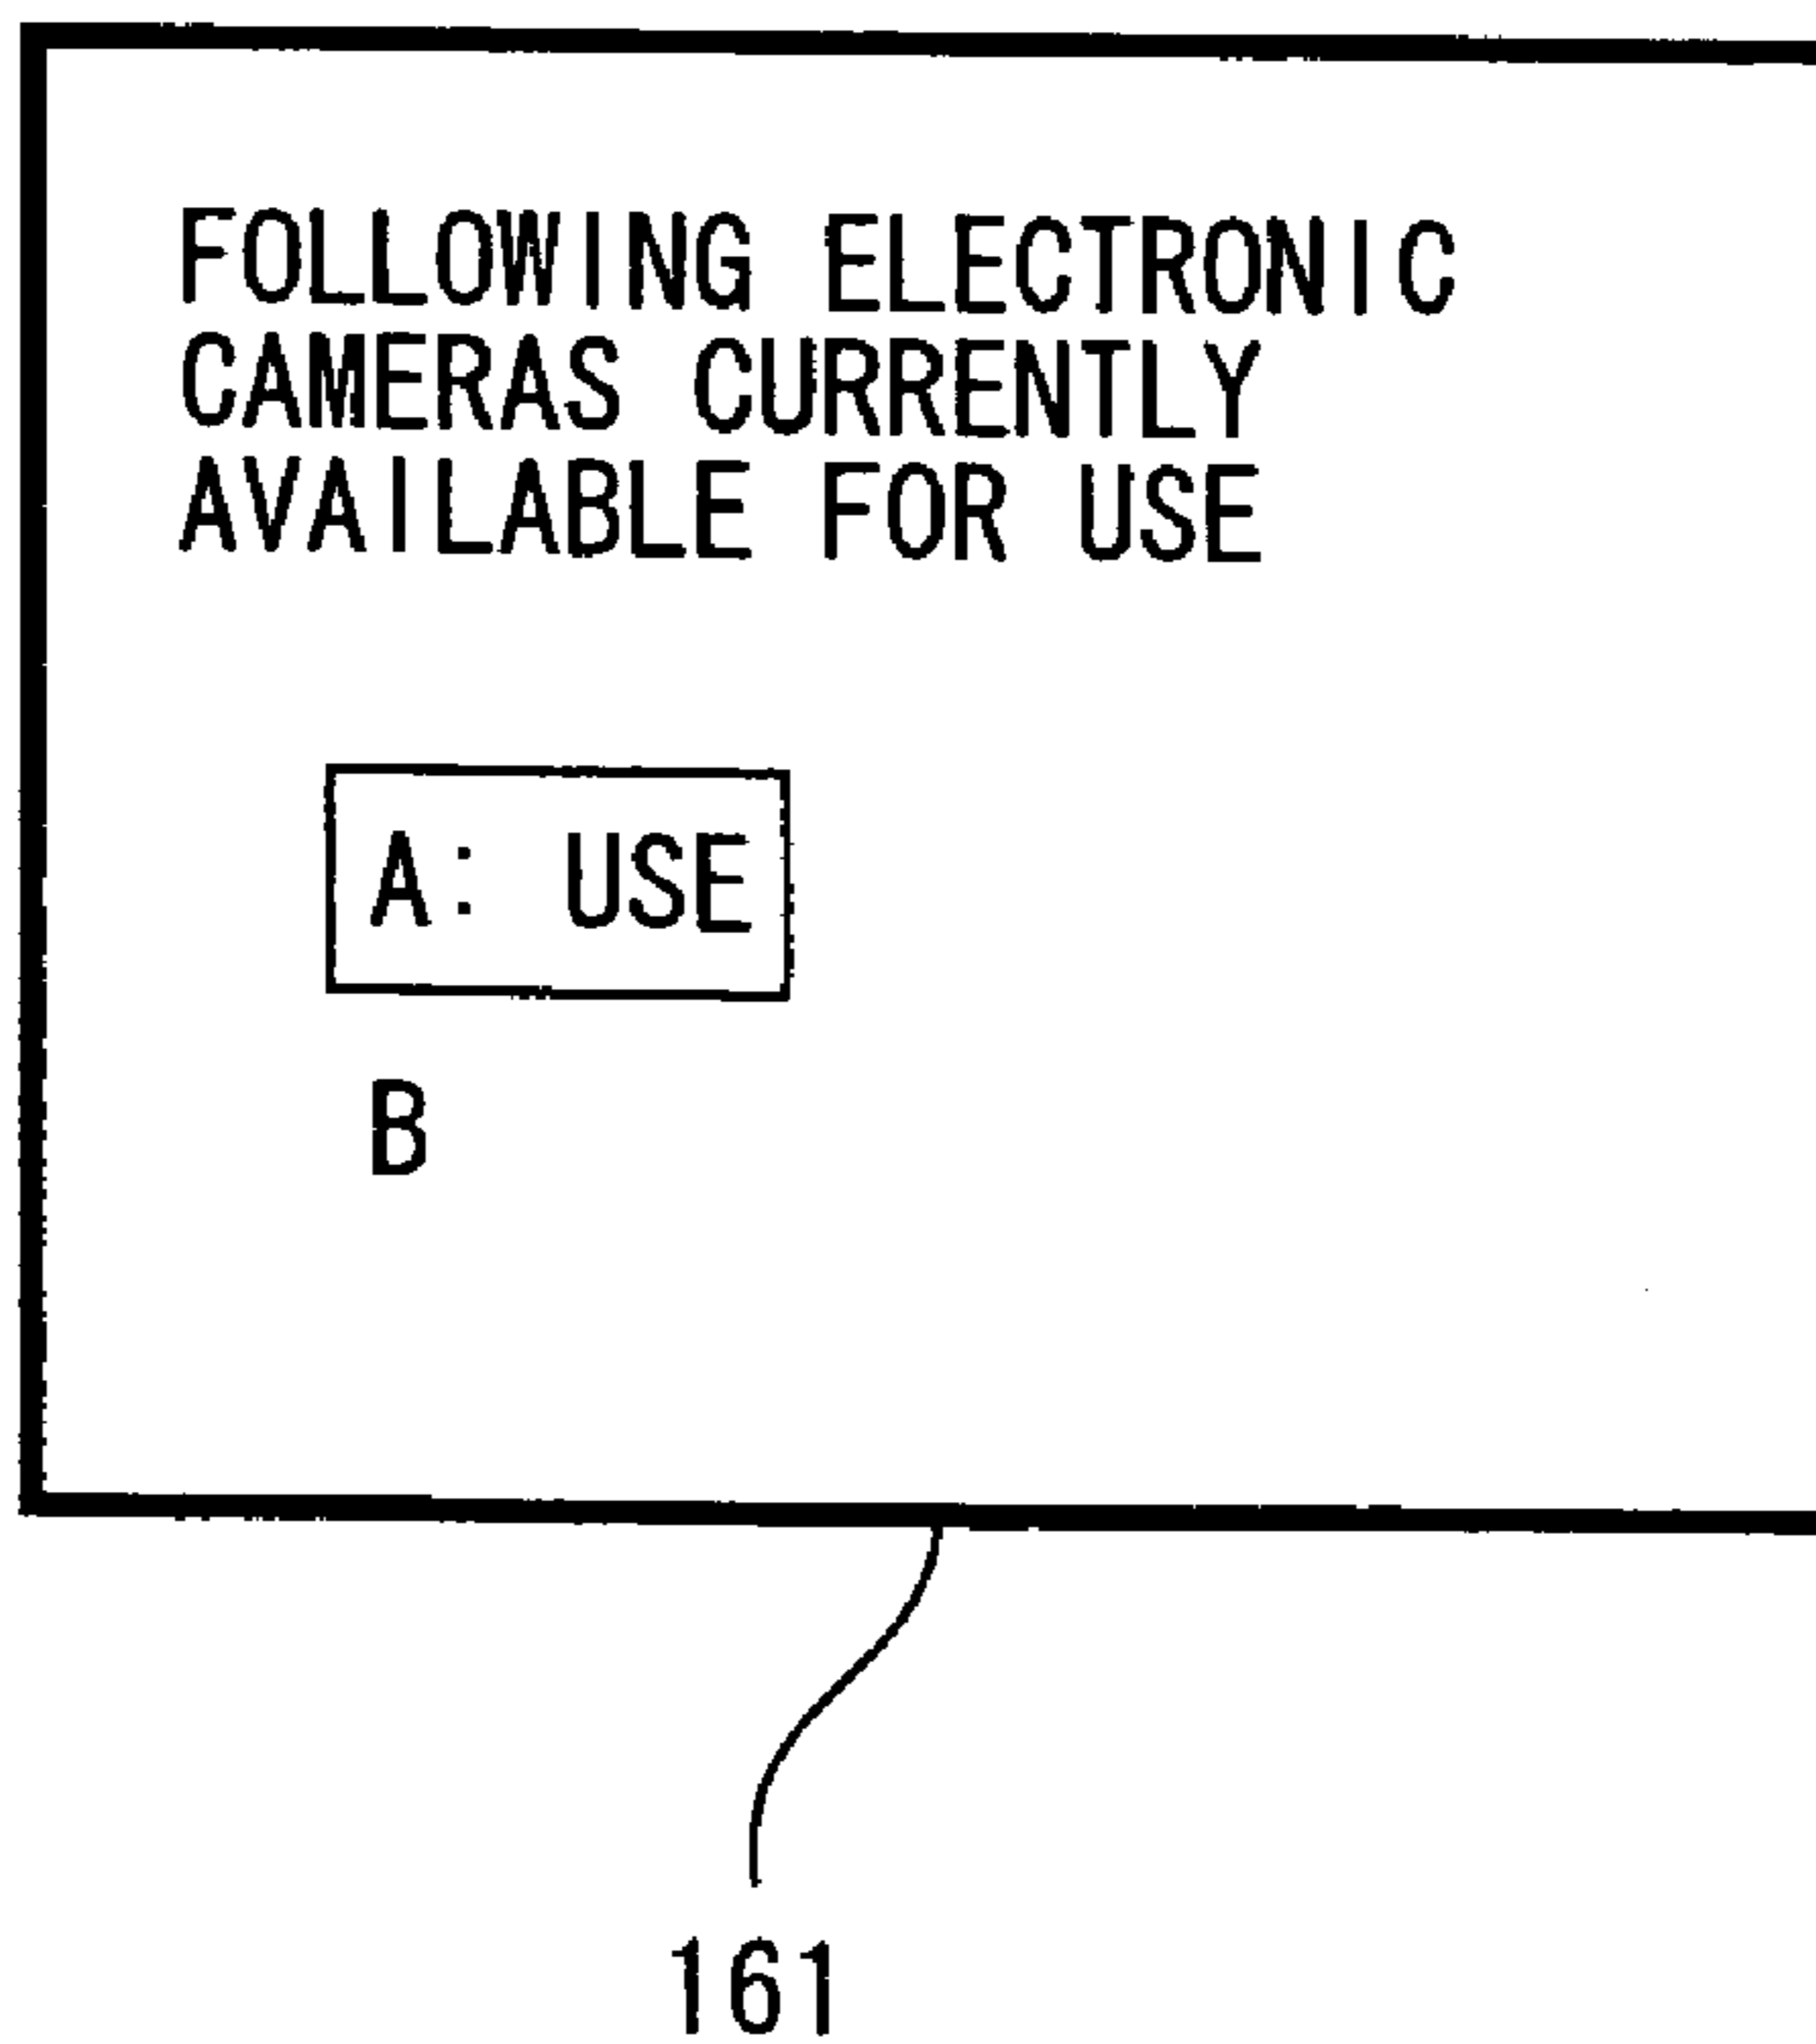 FOLLOWING ELECTRONIC
CAMERAS CURRENTLY
AVAILABLE FOR USE
A: USE
B
161